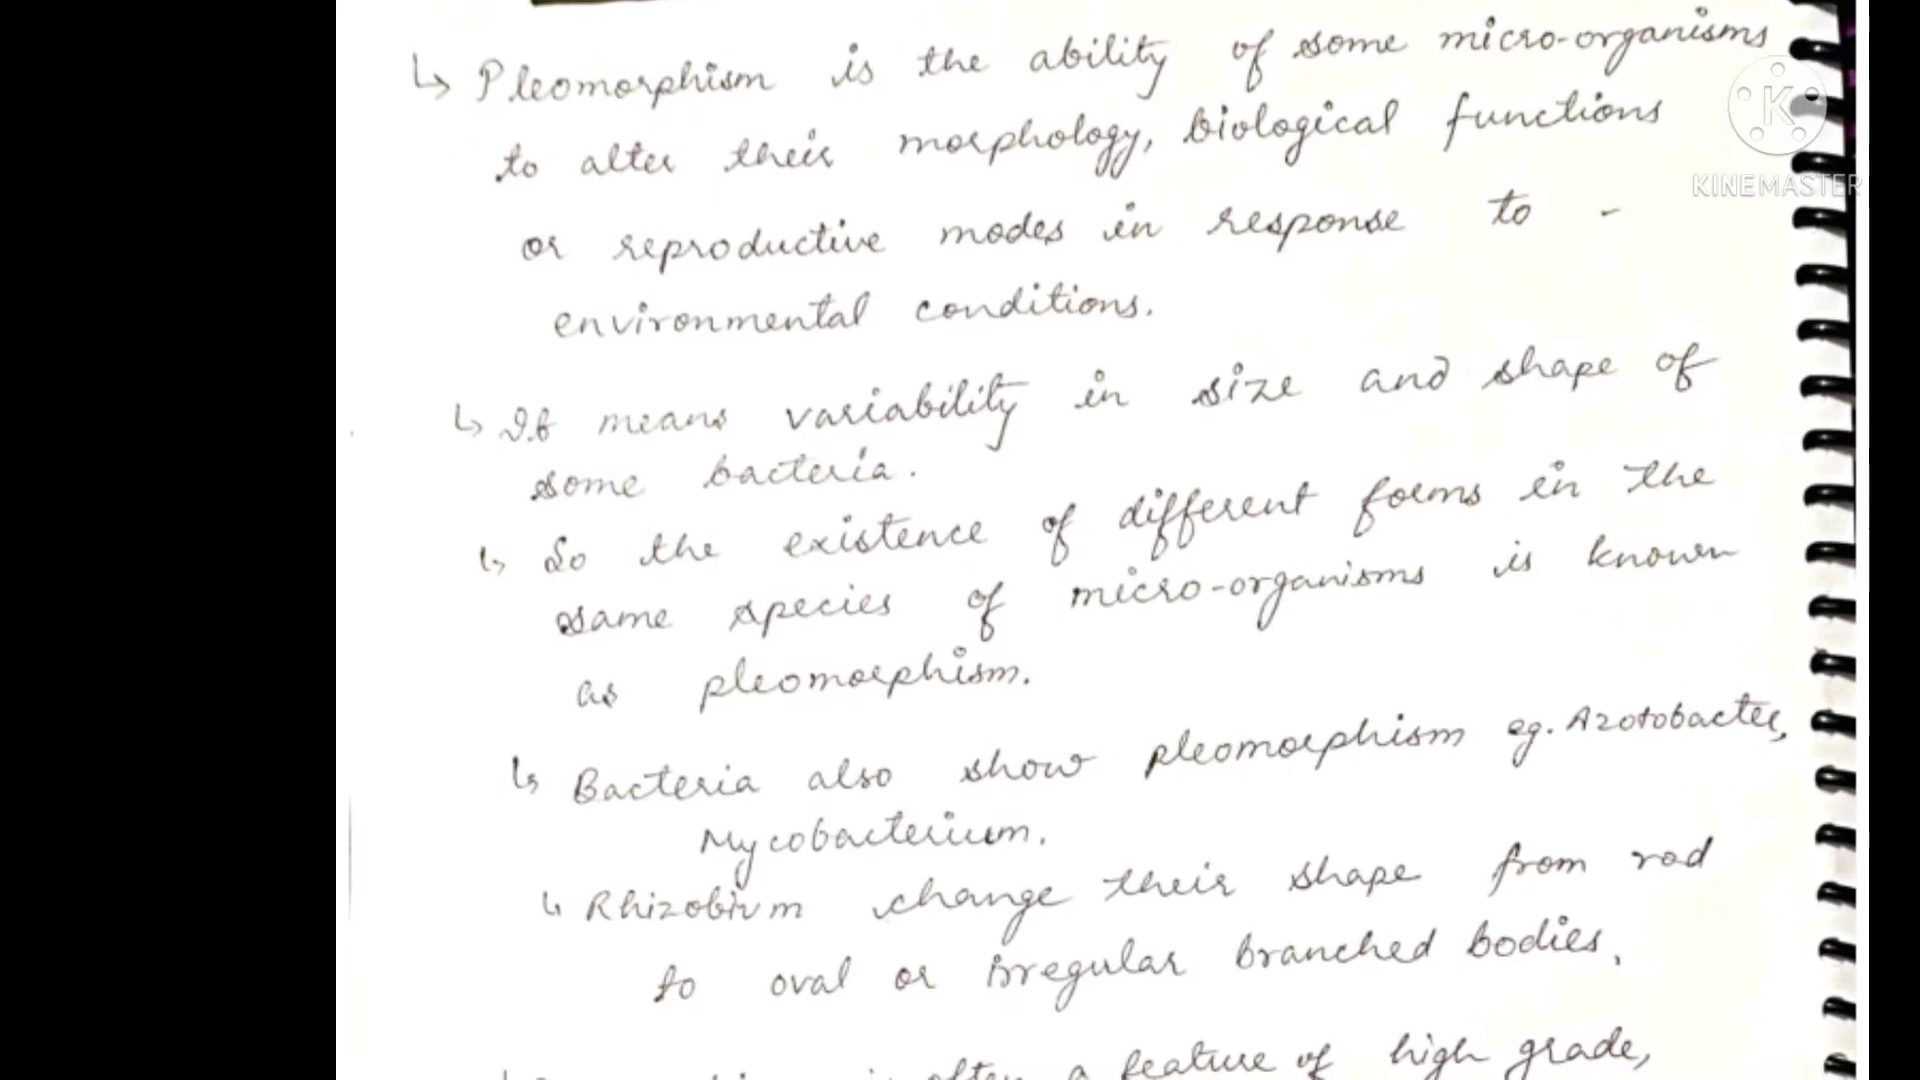 ↳ Pleomorphism is the ability of some micro-organisms
to alter their morphology, biological functions
or reproductive modes in response to -
environmental conditions.
↳ It means variability in size and shape of
some bacteria.
↳ So the existence of different forms in the
same species of micro-organisms is known
as pleomorphism.
↳ Bacteria also show pleomorphism eg. Azotobacter,
Mycobacterium.
↳ Rhizobium change their shape from rod
to oval or irregular branched bodies.
is often a feature of high grade,
K
KINEMASTER